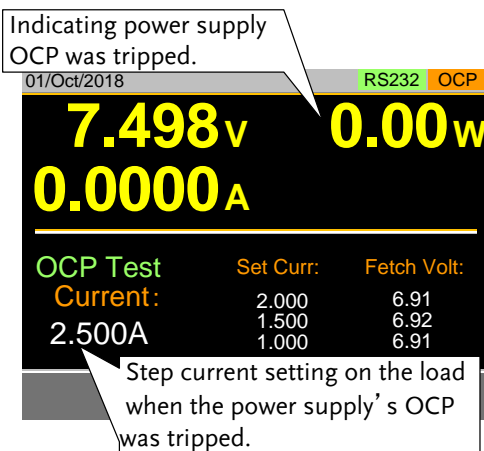 Indicating power supply
OCP was tripped.
01/Oct/2018 RS232 OCP
7.498V 0.00W
0.0000A
OCP Test Set Curr: Fetch Volt:
Current: 2.000 6.91
2.500A 1.500 6.92
1.000 6.91
Step current setting on the load
when the power supply’s OCP
was tripped.